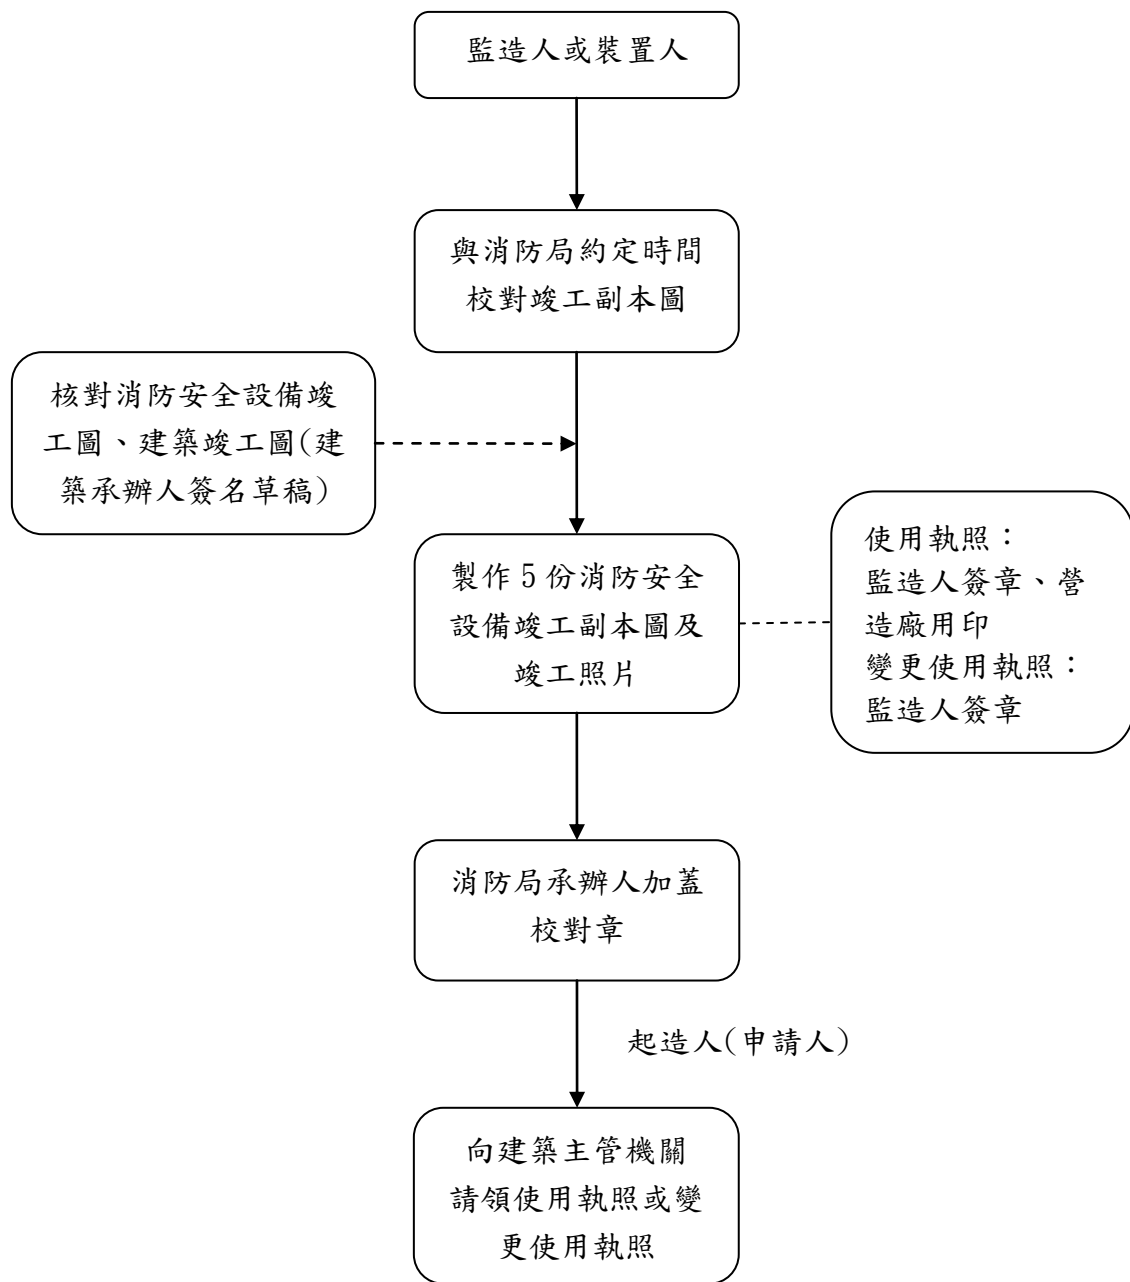 監造人或裝置人
與消防局約定時間
校對竣工副本圖
核對消防安全設備竣
工圖、建築竣工圖(建
築承辦人簽名草稿)
製作5份消防安全
設備竣工副本圖及
竣工照片
使用執照：
監造人簽章、營
造廠用印
變更使用執照：
監造人簽章
消防局承辦人加蓋
校對章
起造人(申請人)
向建築主管機關
請領使用執照或變
更使用執照